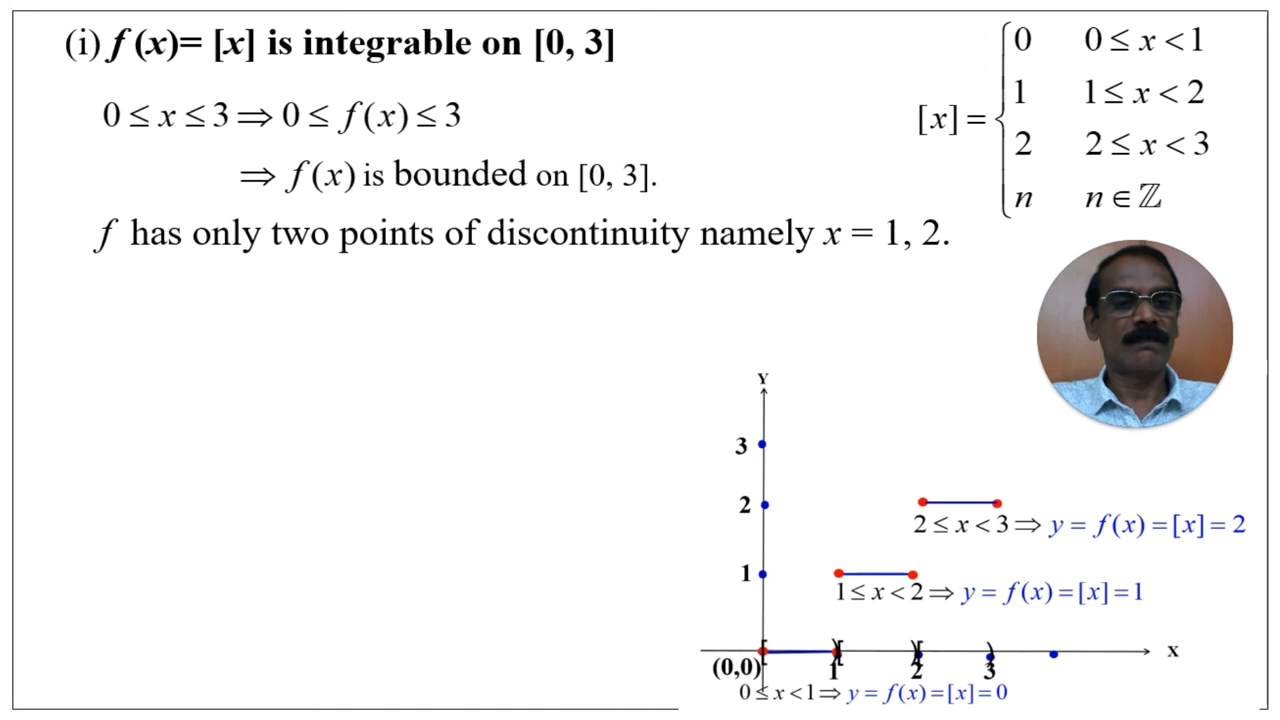 (i) f (x)= [x] is integrable on [0, 3]
0 ≤ x ≤ 3 ⇒ 0 ≤ f(x) ≤ 3
⇒ f(x) is bounded on [0, 3].
f has only two points of discontinuity namely x = 1, 2.
[x] =
0 0 ≤ x < 1
1 1 ≤ x < 2
2 2 ≤ x < 3
n n ∈ ℤ
Y
3
2
2 ≤ x < 3 ⇒ y = f(x) = [x] = 2
1
1 ≤ x < 2 ⇒ y = f(x) = [x] = 1
[ )[ )[ ) X
(0,0) 1 2 3
0 ≤ x < 1 ⇒ y = f(x) = [x] = 0